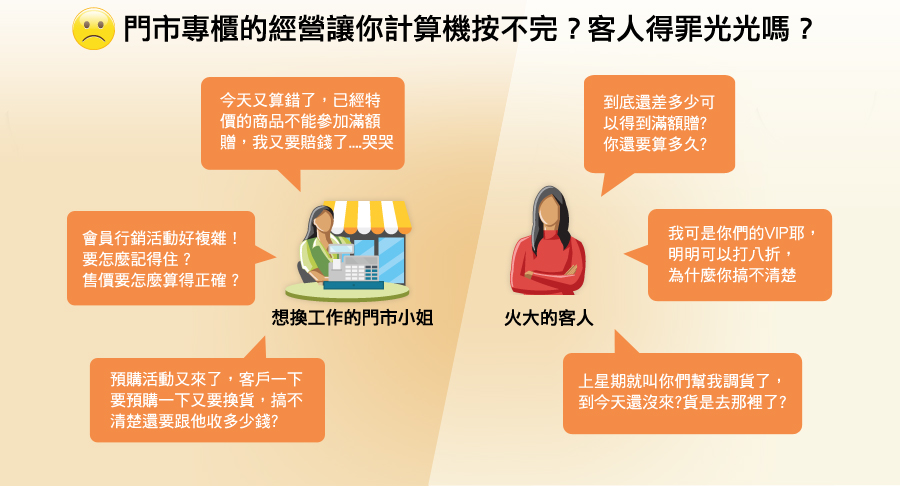 門市專櫃的經營讓你計算機按不完？客人得罪光光嗎？
今天又算錯了，已經特
價的商品不能參加滿額
贈，我又要賠錢了....哭哭
會員行銷活動好複雜！
要怎麼記得住？
售價要怎麼算得正確？
預購活動又來了，客戶一下
要預購一下又要換貨，搞不
清楚還要跟他收多少錢?
想換工作的門市小姐
到底還差多少可
以得到滿額贈?
你還要算多久?
我可是你們的VIP耶，
明明可以打八折，
為什麼你搞不清楚
上星期就叫你們幫我調貨了，
到今天還沒來?貨是去那裡了?
火大的客人